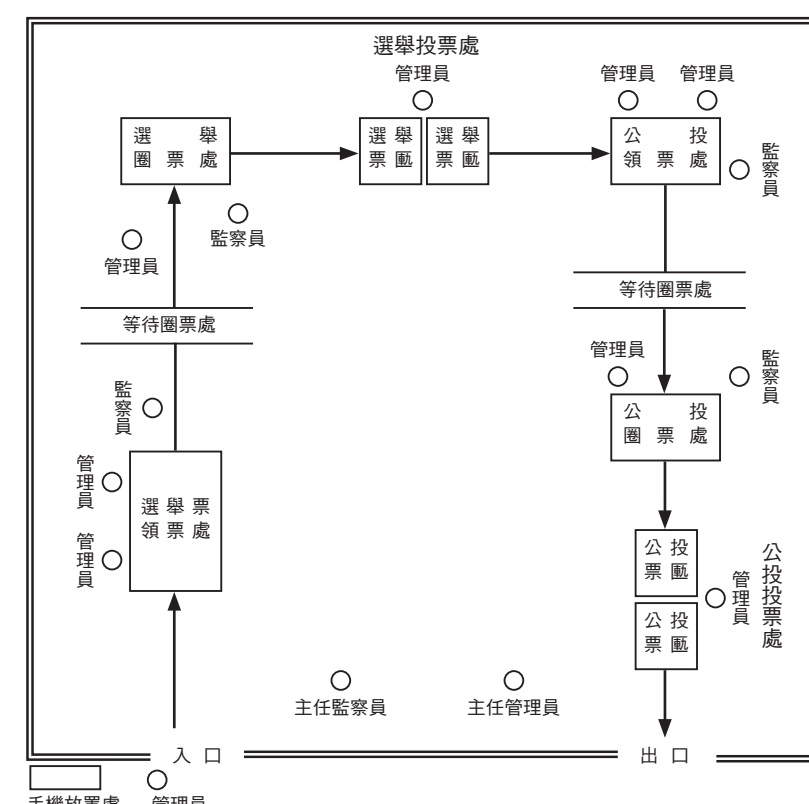 選舉投票處
管理員
管理員
管理員
選舉
圈票處
選舉
票匭
選舉
票匭
公投
領票處
監察員
管理員
監察員
等待圈票處
等待圈票處
管理員
監察員
監察員
公投
圈票處
管理員
選舉票
領票處
管理員
公投
票匭
管理員
公投投票處
公投
票匭
主任監察員
主任管理員
入口
出口
手機放置處
管理員